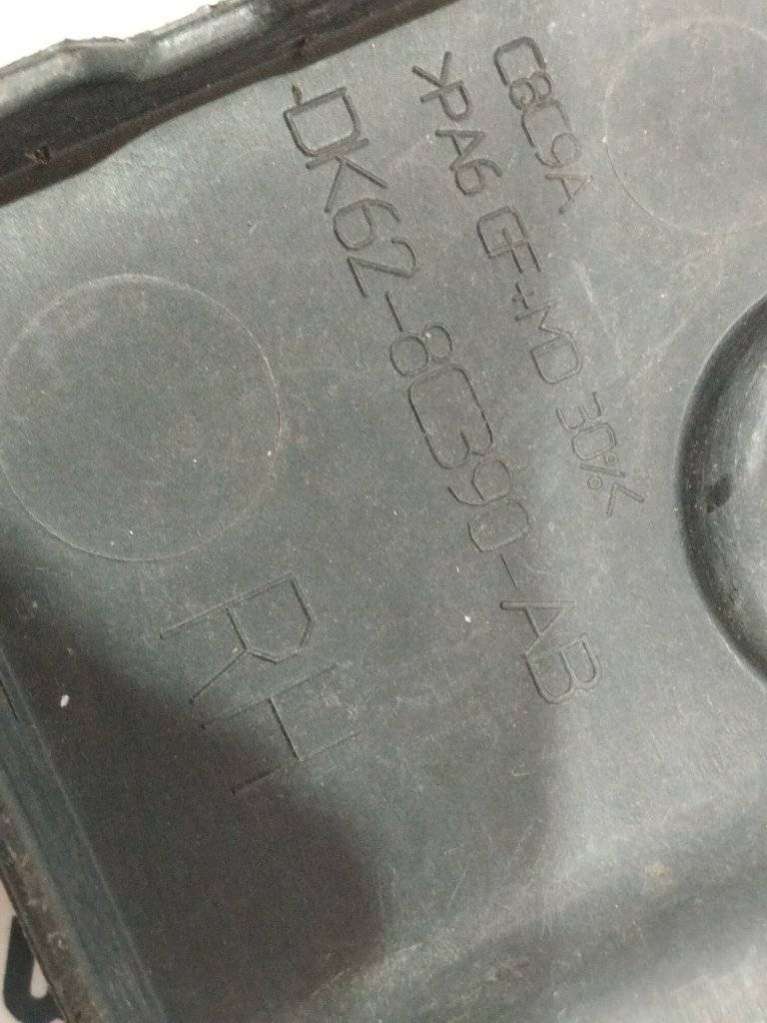 C8C9A
>PA6 GF+MD 30%<
DK62-8C390-AB
RH